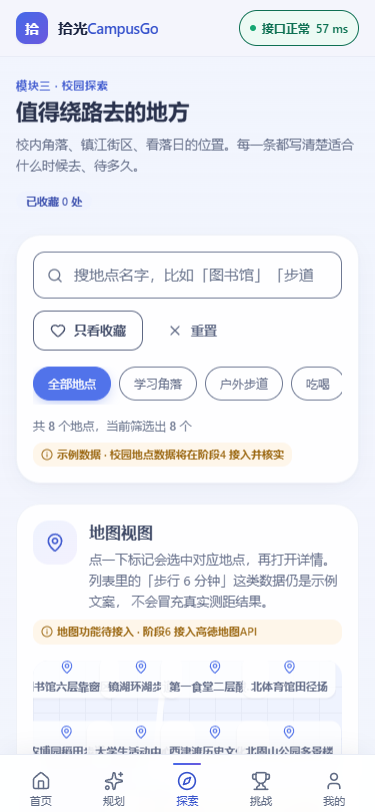 拾 拾光CampusGo 接口正常 57 ms
模块三 · 校园探索
值得绕路去的地方
校内角落、镇江街区、看落日的位置。每一条都写清楚适合
什么时候去、待多久。
已收藏 0 处
搜地点名字，比如「图书馆」「步道
只看收藏 重置
全部地点 学习角落 户外步道 吃喝
共 8 个地点，当前筛选出 8 个
示例数据 · 校园地点数据将在阶段4 接入并核实
地图视图
点一下标记会选中对应地点，再打开详情。
列表里的「步行 6 分钟」这类数据仍是示例
文案， 不会冒充真实测距结果。
地图功能待接入 · 阶段6 接入高德地图API
书馆六层靠窗 镜湖环湖步 第一食堂二层 北体育馆田径场
大学生活动中 西津渡历史文 北固山公园多景楼
首页 规划 探索 挑战 我的